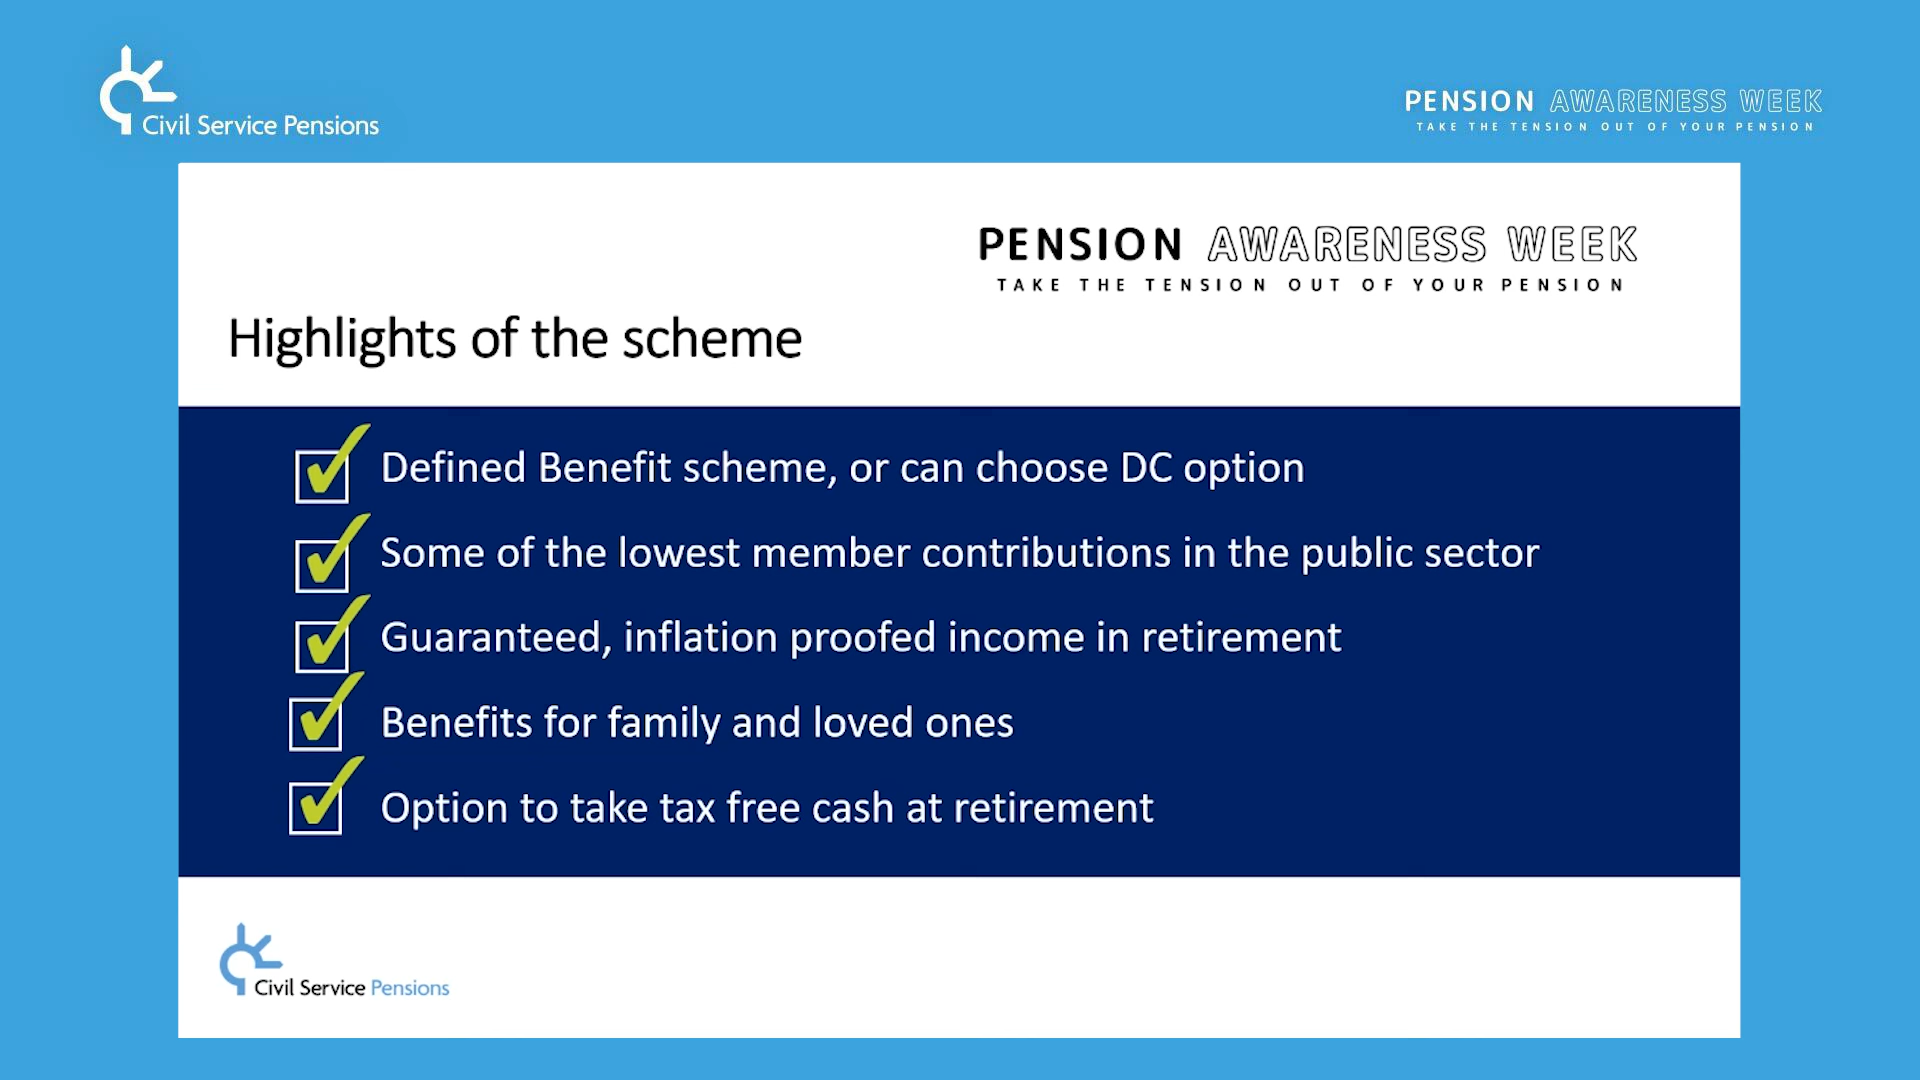 Civil Service Pensions
PENSION AWARENESS WEEK
TAKE THE TENSION OUT OF YOUR PENSION
PENSION AWARENESS WEEK
TAKE THE TENSION OUT OF YOUR PENSION
Highlights of the scheme
Defined Benefit scheme, or can choose DC option
Some of the lowest member contributions in the public sector
Guaranteed, inflation proofed income in retirement
Benefits for family and loved ones
Option to take tax free cash at retirement
Civil Service Pensions